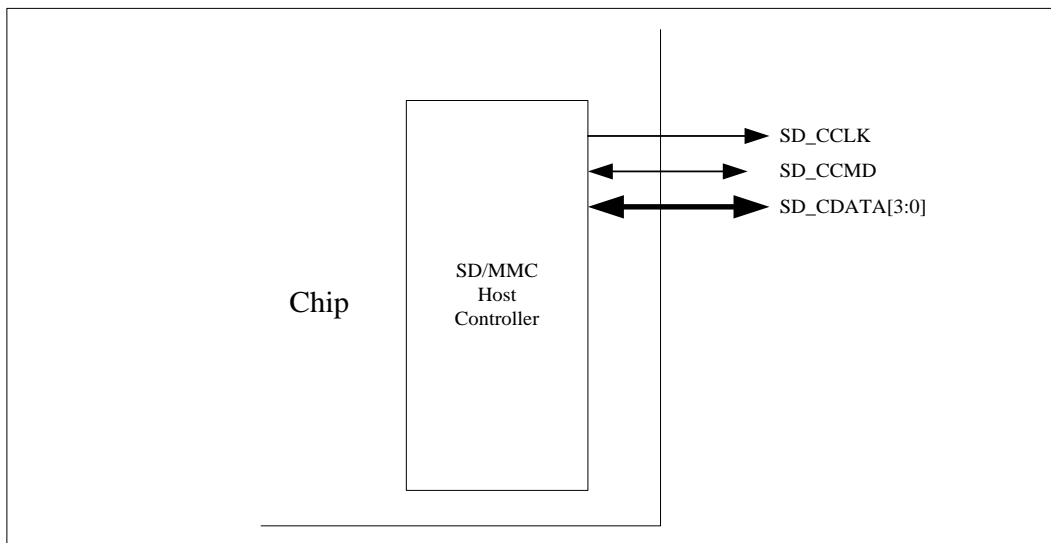 SD_CCLK
SD_CCMD
SD_CDATA[3:0]
SD/MMC
Host
Controller
Chip